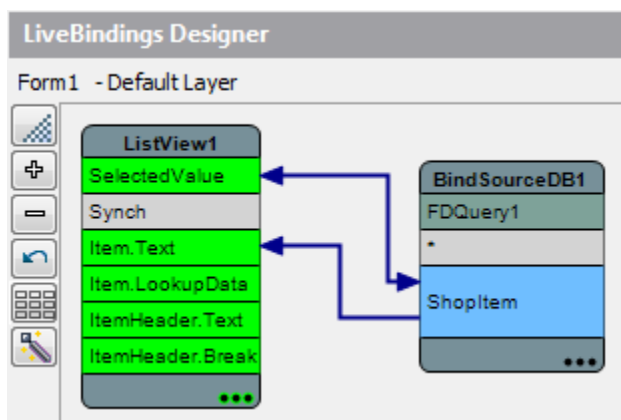 LiveBindings Designer
Form1 - Default Layer
ListView1
SelectedValue
Synch
Item.Text
Item.LookupData
ItemHeader.Text
ItemHeader.Break
BindSourceDB1
FDQuery1
*
ShopItem